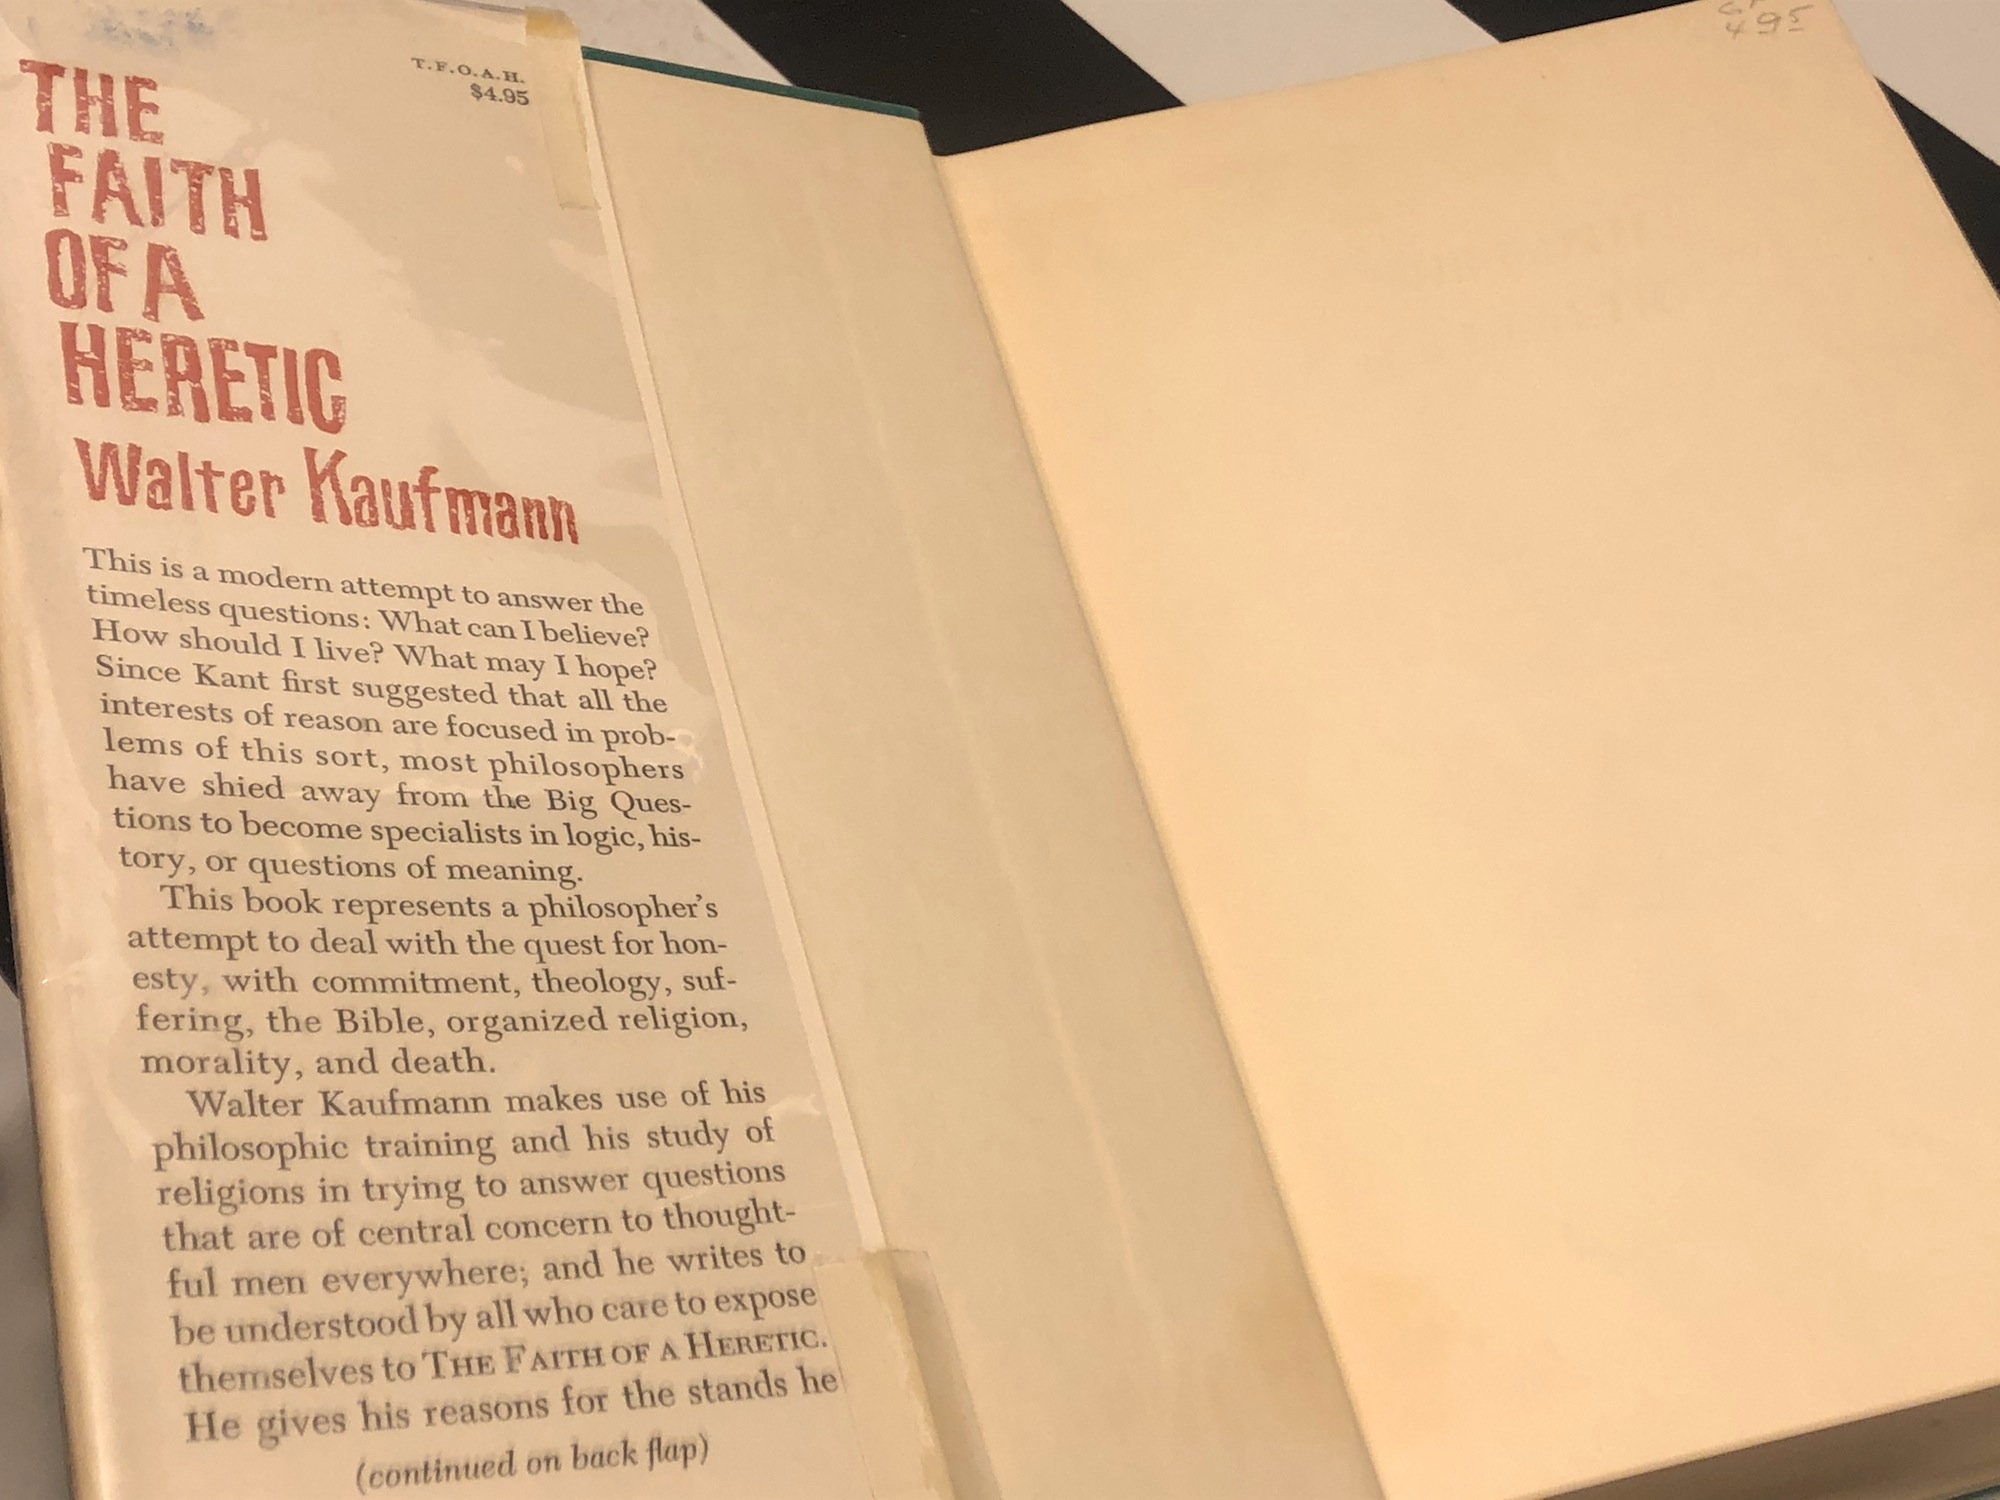 THE
FAITH
OF A
HERETIC
Walter Kaufmann
T.F.O.A.H.
$4.95
This is a modern attempt to answer the
timeless questions: What can I believe?
How should I live? What may I hope?
Since Kant first suggested that all the
interests of reason are focused in prob-
lems of this sort, most philosophers
have shied away from the Big Ques-
tions to become specialists in logic, his-
tory, or questions of meaning.
This book represents a philosopher's
attempt to deal with the quest for hon-
esty, with commitment, theology, suf-
fering, the Bible, organized religion,
morality, and death.
Walter Kaufmann makes use of his
philosophic training and his study of
religions in trying to answer questions
that are of central concern to thought-
ful men everywhere; and he writes to
be understood by all who care to expose
themselves to THE FAITH OF A HERETIC.
He gives his reasons for the stands he
(continued on back flap)
495